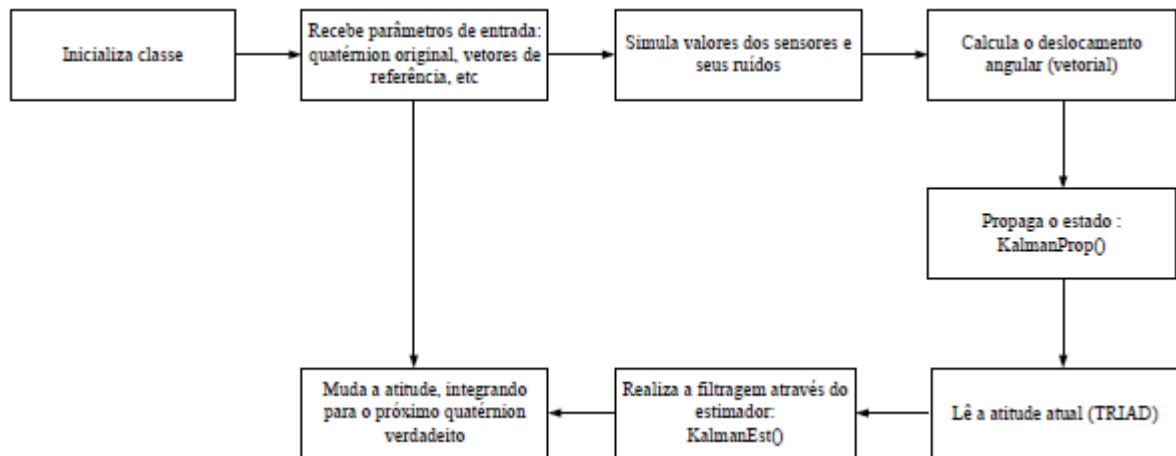 Inicializa classe
Recebe parâmetros de entrada:
quatérnion original, vetores de
referência, etc
Simula valores dos sensores e
seus ruídos
Calcula o deslocamento
angular (vetorial)
Propaga o estado :
KalmanProp()
Lê a atitude atual (TRIAD)
Realiza a filtragem através do
estimador:
KalmanEst()
Muda a atitude, integrando
para o próximo quatérnion
verdadeito